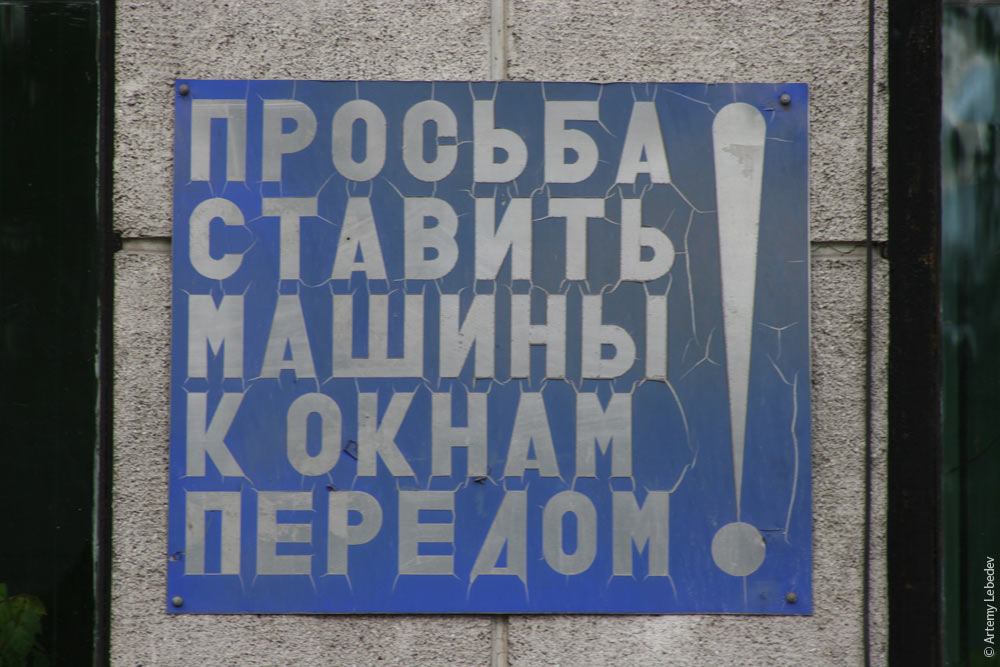 ПРОСЬБА
СТАВИТЬ
МАШИНЫ
К ОКНАМ
ПЕРЕДОМ!
© Artemy Lebedev